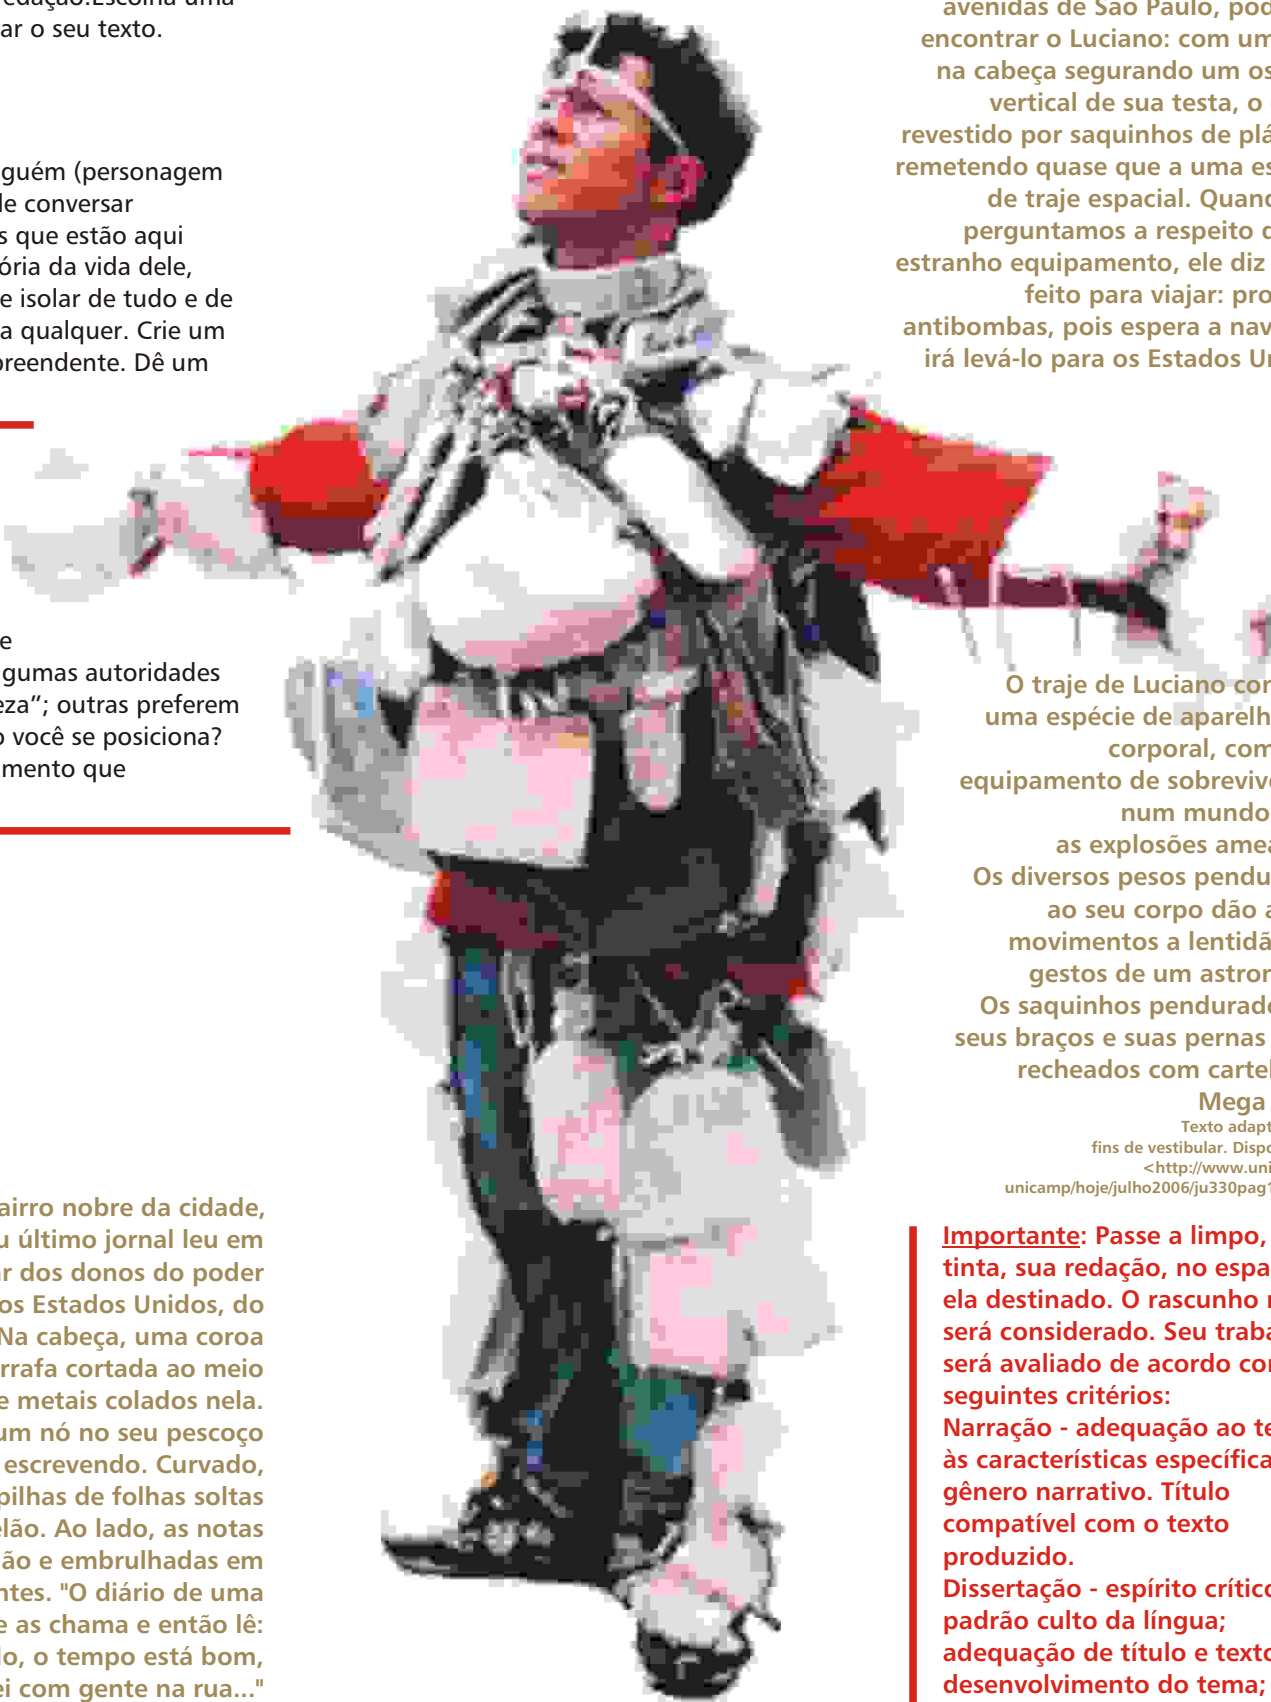 redação.Escolha uma
ar o seu texto.
guém (personagem
de conversar
s que estão aqui
ória da vida dele,
e isolar de tudo e de
a qualquer. Crie um
preendente. Dê um
e
gumas autoridades
eza”; outras preferem
o você se posiciona?
mento que
airro nobre da cidade,
u último jornal leu em
ar dos donos do poder
os Estados Unidos, do
Na cabeça, uma coroa
arrafa cortada ao meio
e metais colados nela.
um nó no seu pescoço
escrevendo. Curvado,
pilhas de folhas soltas
elão. Ao lado, as notas
ão e embrulhadas em
ntes. "O diário de uma
e as chama e então lê:
do, o tempo está bom,
ei com gente na rua..."
avenidas de São Paulo, pod
encontrar o Luciano: com um
na cabeça segurando um os
vertical de sua testa, o
revestido por saquinhos de plá
remetendo quase que a uma es
de traje espacial. Quand
perguntamos a respeito d
estranho equipamento, ele diz
feito para viajar: pro
antibombas, pois espera a nav
irá levá-lo para os Estados Un
O traje de Luciano con
uma espécie de aparelh
corporal, com
equipamento de sobrevive
num mundo
as explosões amea
Os diversos pesos pendu
ao seu corpo dão a
movimentos a lentidã
gestos de um astron
Os saquinhos pendurado
seus braços e suas pernas
recheados com cartel
Mega
Texto adapt
fins de vestibular. Dispo
<http://www.uni
unicamp/hoje/julho2006/ju330pag1
Importante: Passe a limpo,
tinta, sua redação, no espa
ela destinado. O rascunho n
será considerado. Seu traba
será avaliado de acordo com
seguintes critérios:
Narração - adequação ao te
às características específica
gênero narrativo. Título
compatível com o texto
produzido.
Dissertação - espírito crítico
padrão culto da língua;
adequação de título e texto
desenvolvimento do tema;